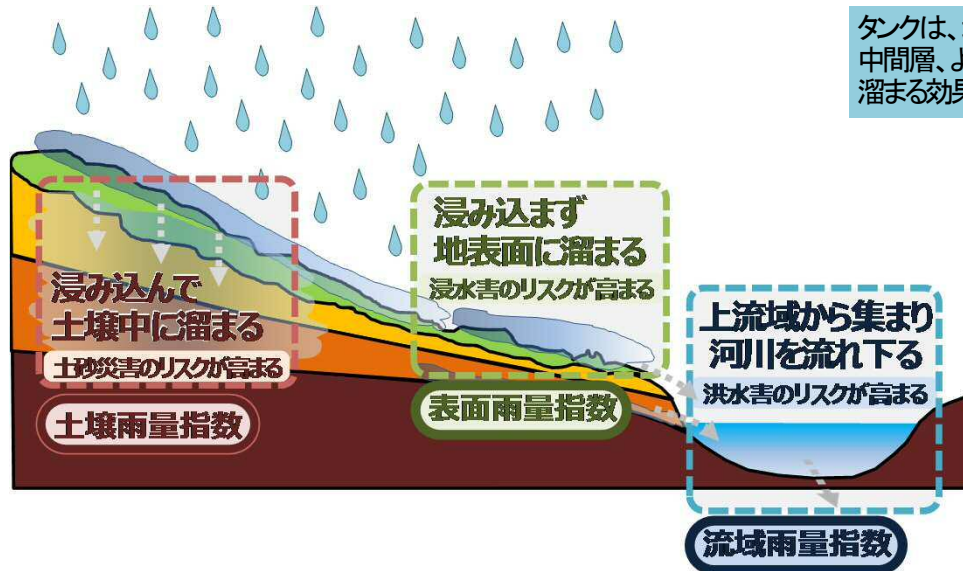 タンクは、
中間層、よ
溜まる効果
浸み込んで
土壌中に溜まる
土砂災害のリスクが高まる
土壌雨量指数
浸み込まず
地表面に溜まる
浸水害のリスクが高まる
表面雨量指数
上流域から集まり
河川を流れ下る
洪水害のリスクが高まる
流域雨量指数